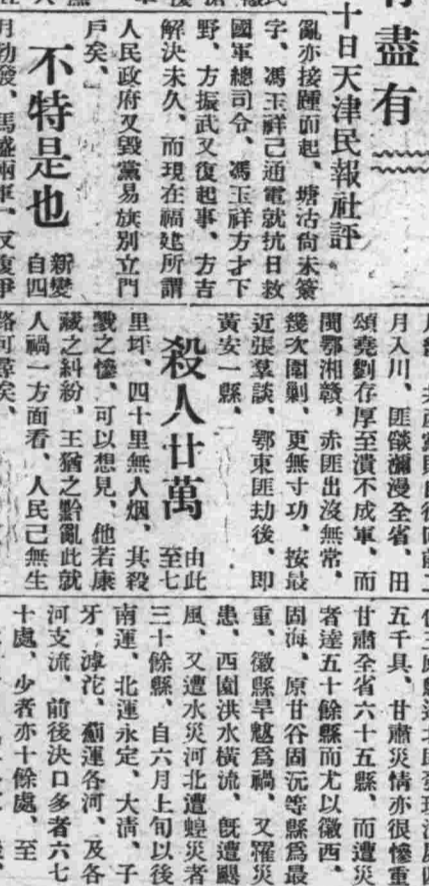 盡有
十日天津民報社評
亂亦接踵而起、塘沽尙未簽
字、馮玉祥已通電就抗日救
國軍總司令、馮玉祥方才下
野、方振武又復起事、方吉
解決未久、而現在福建所謂
人民政府又毀黨易旗別立門
戶矣、
不特是也
新變
自四
月入川、匪燄瀰漫全省、田
頌堯劉存厚至潰不成軍、而
閩鄂湘贛、赤匪出沒無常、
幾次圍剿、更無寸功、按最
近張羣談、鄂東匪劫後、即
黃安一縣、
殺人廿萬
由此
至七
里坪、四十里無人烟、其殺
戮之慘、可以想見、他若康
藏之糾紛、王猶之黔亂此就
人禍一方面看、人民已無生
路可尋矣、
五千具、甘肅災情亦很慘重
甘肅全省六十五縣、而遭災
者達五十餘縣而尤以徽西、
固海、原甘谷固沅等縣爲最
重、徽縣旱魃爲禍、又罹災
患、西園洪水橫流、旣遭颶
風、又遭水災河北遭蝗災者
三十餘縣、自六月上旬以後
南運、北運永定、大淸、子
牙、滹沱、薊運各河、及各
河支流、前後決口多者六七
十處、少者亦十餘處、至